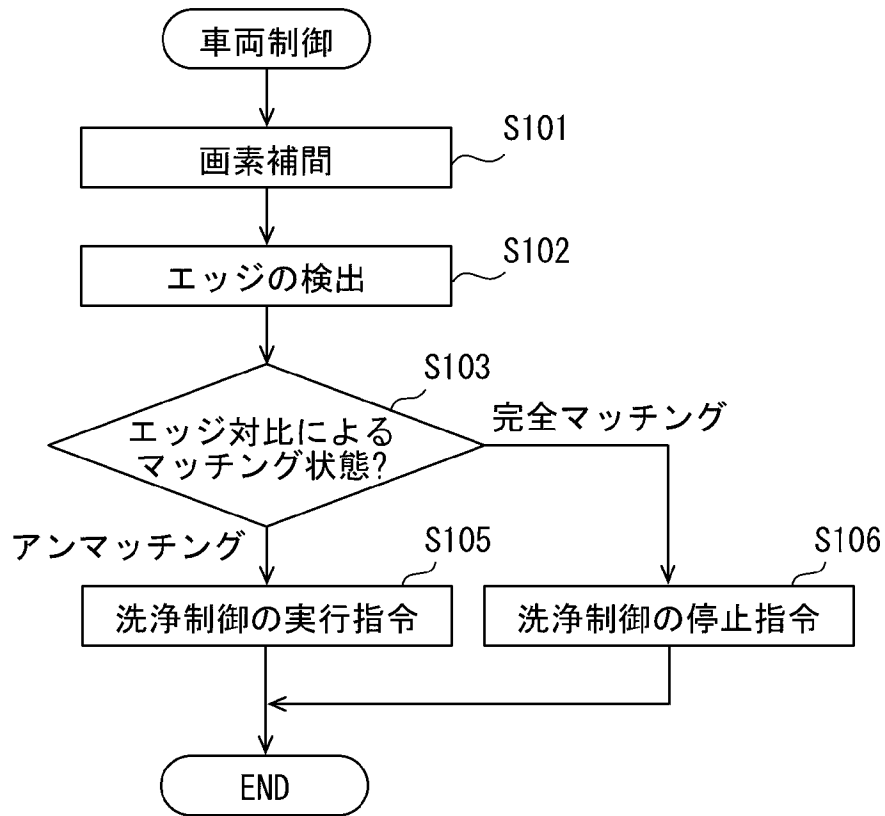 車両制御
S101
画素補間
S102
エッジの検出
S103
エッジ対比による
マッチング状態?
完全マッチング
アンマッチング
S105
洗浄制御の実行指令
S106
洗浄制御の停止指令
END